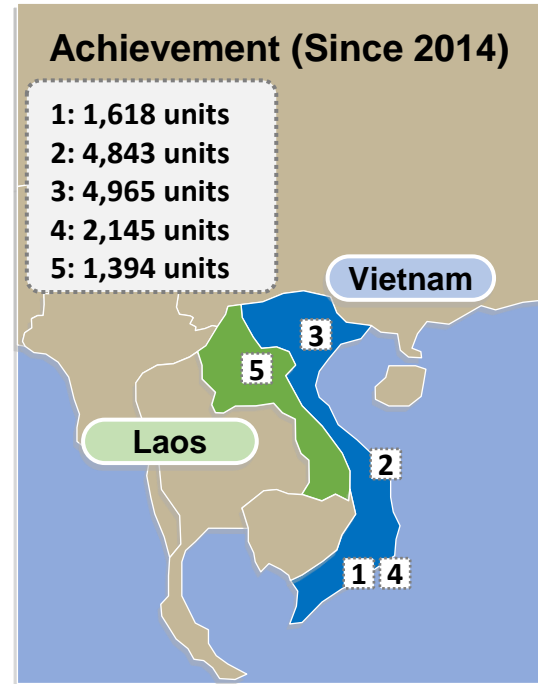 Achievement (Since 2014)
1: 1,618 units
2: 4,843 units
3: 4,965 units
4: 2,145 units
5: 1,394 units
Vietnam
3
5
Laos
2
1 4